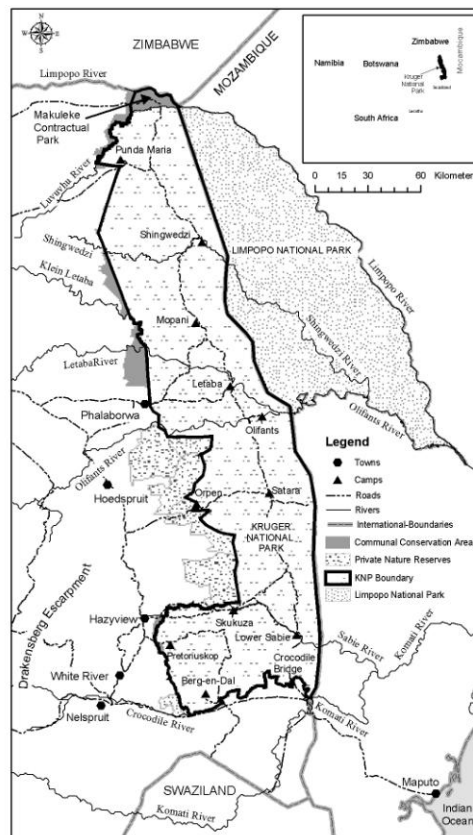 N
ZIMBABWE
MOZAMBIQUE
Limpopo River
Makuleke
Contractual
Park
Punda Maria
Luvuvhu River
Shingwedzi
Shingwedzi
Klein Letaba
Mopani
LetabaRiver
Letaba
Phalaborwa
Olifants
Olifants River
Hoedspruit
Orpen
Satara
KRUGER
NATIONAL
PARK
Drakensberg Escarpment
Hazyview
Skukuza
Lower Sabie
Pretoriuskop
Crocodile
Bridge
White River
Berg-en-Dal
Nelspruit
Crocodile River
Komati River
SWAZILAND
Komati River
Maputo
Indian
Ocean
Sabie River
Komati River
LIMPOPO NATIONAL PARK
Limpopo River
Shingwedzi River
Olifants River
Zimbabwe
Mocambique
Namibia
Botswana
Kruger
National
Park
South Africa
0 15 30 60
Kilometer
Legend
Towns
Camps
Roads
Rivers
International-Boundaries
Communal Conservation Area
Private Nature Reserves
KNP Boundary
Limpopo National Park